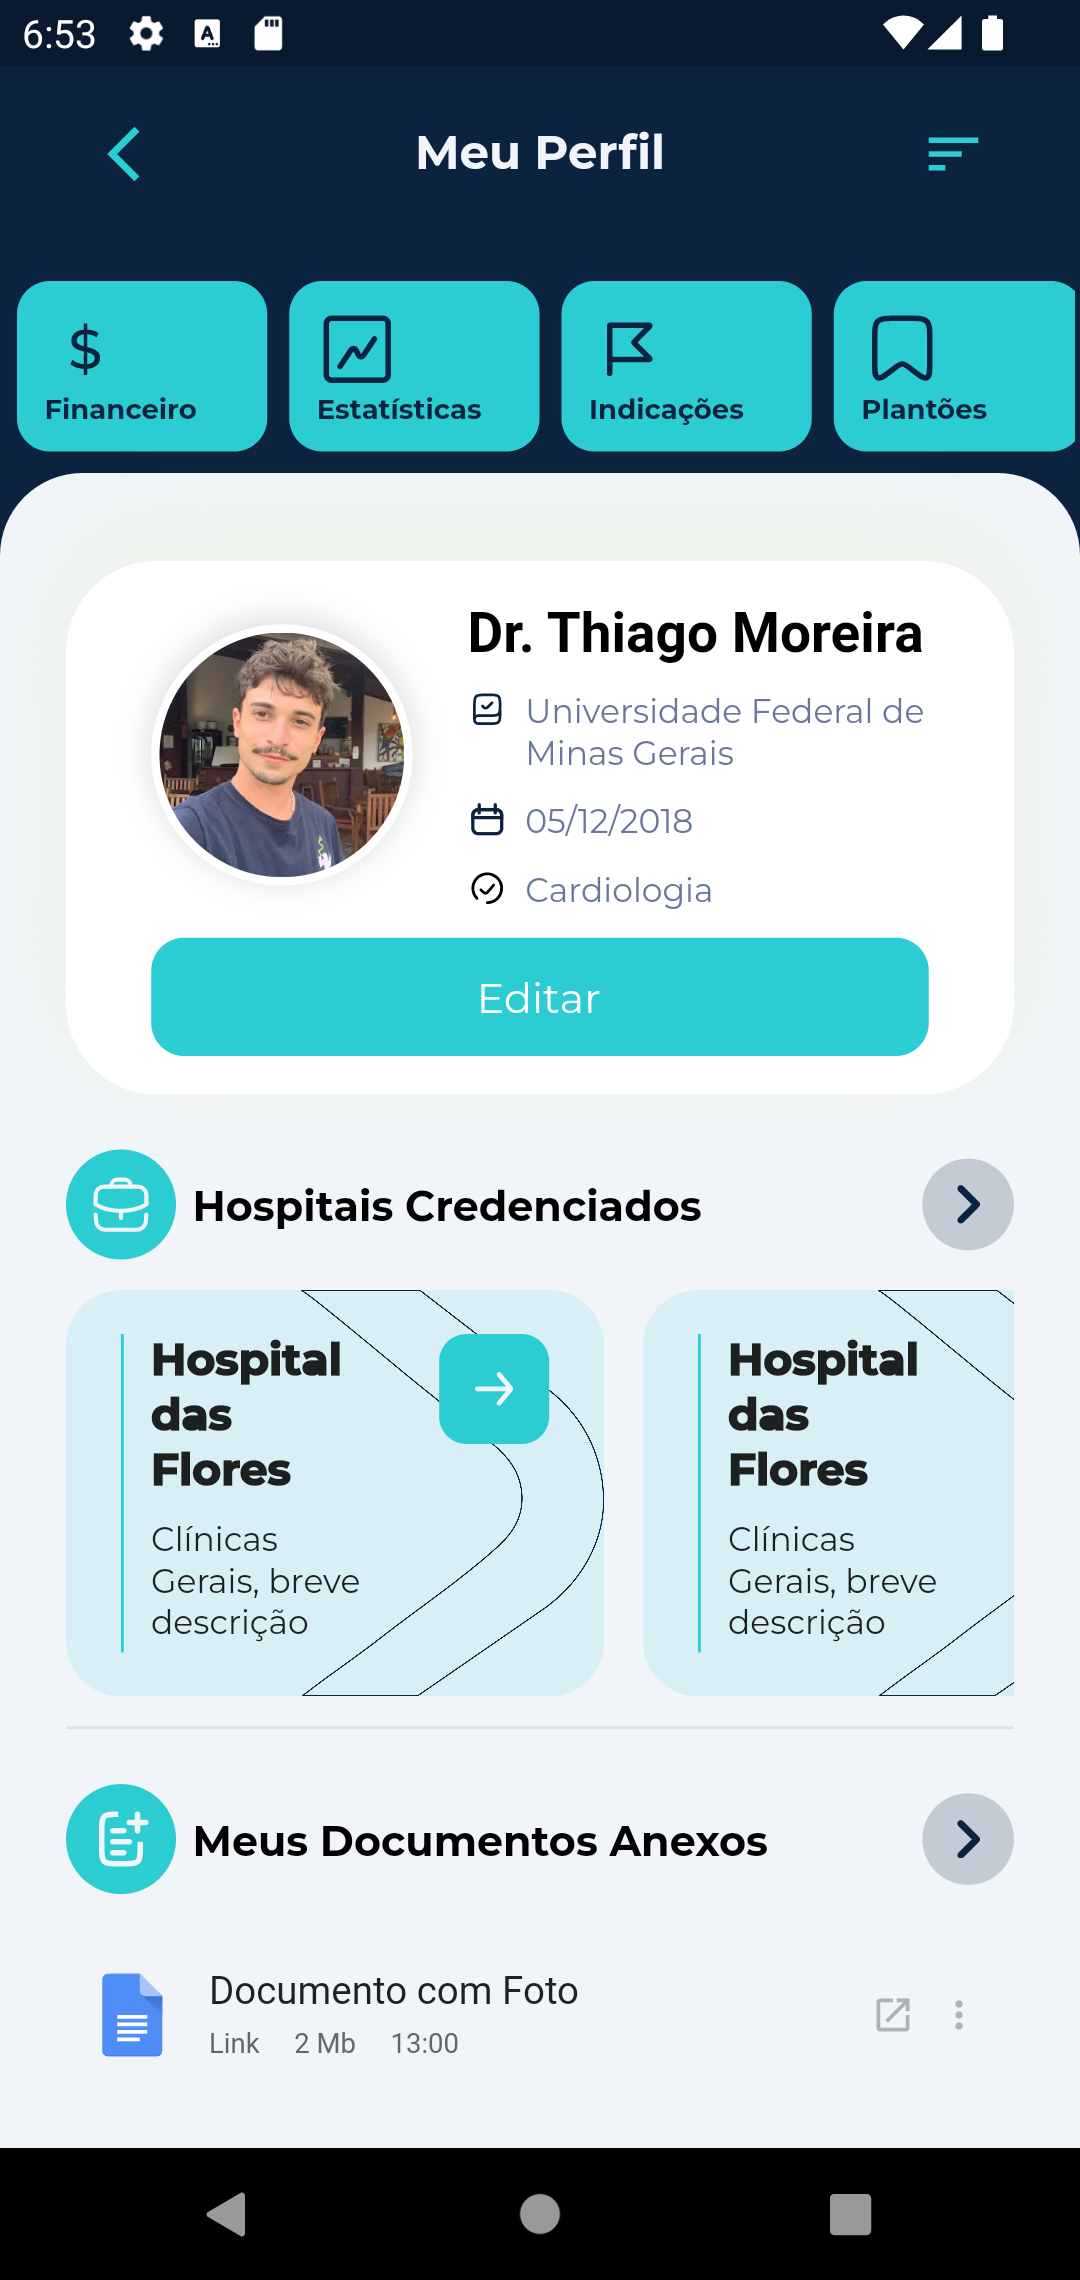 6:53
Meu Perfil
$
Financeiro
Estatísticas
Indicações
Plantões
Dr. Thiago Moreira
Universidade Federal de
Minas Gerais
05/12/2018
Cardiologia
Editar
Hospitais Credenciados
Hospital
das
Flores
Clínicas
Gerais, breve
descrição
Hospital
das
Flores
Clínicas
Gerais, breve
descrição
Meus Documentos Anexos
Documento com Foto
Link 2 Mb 13:00